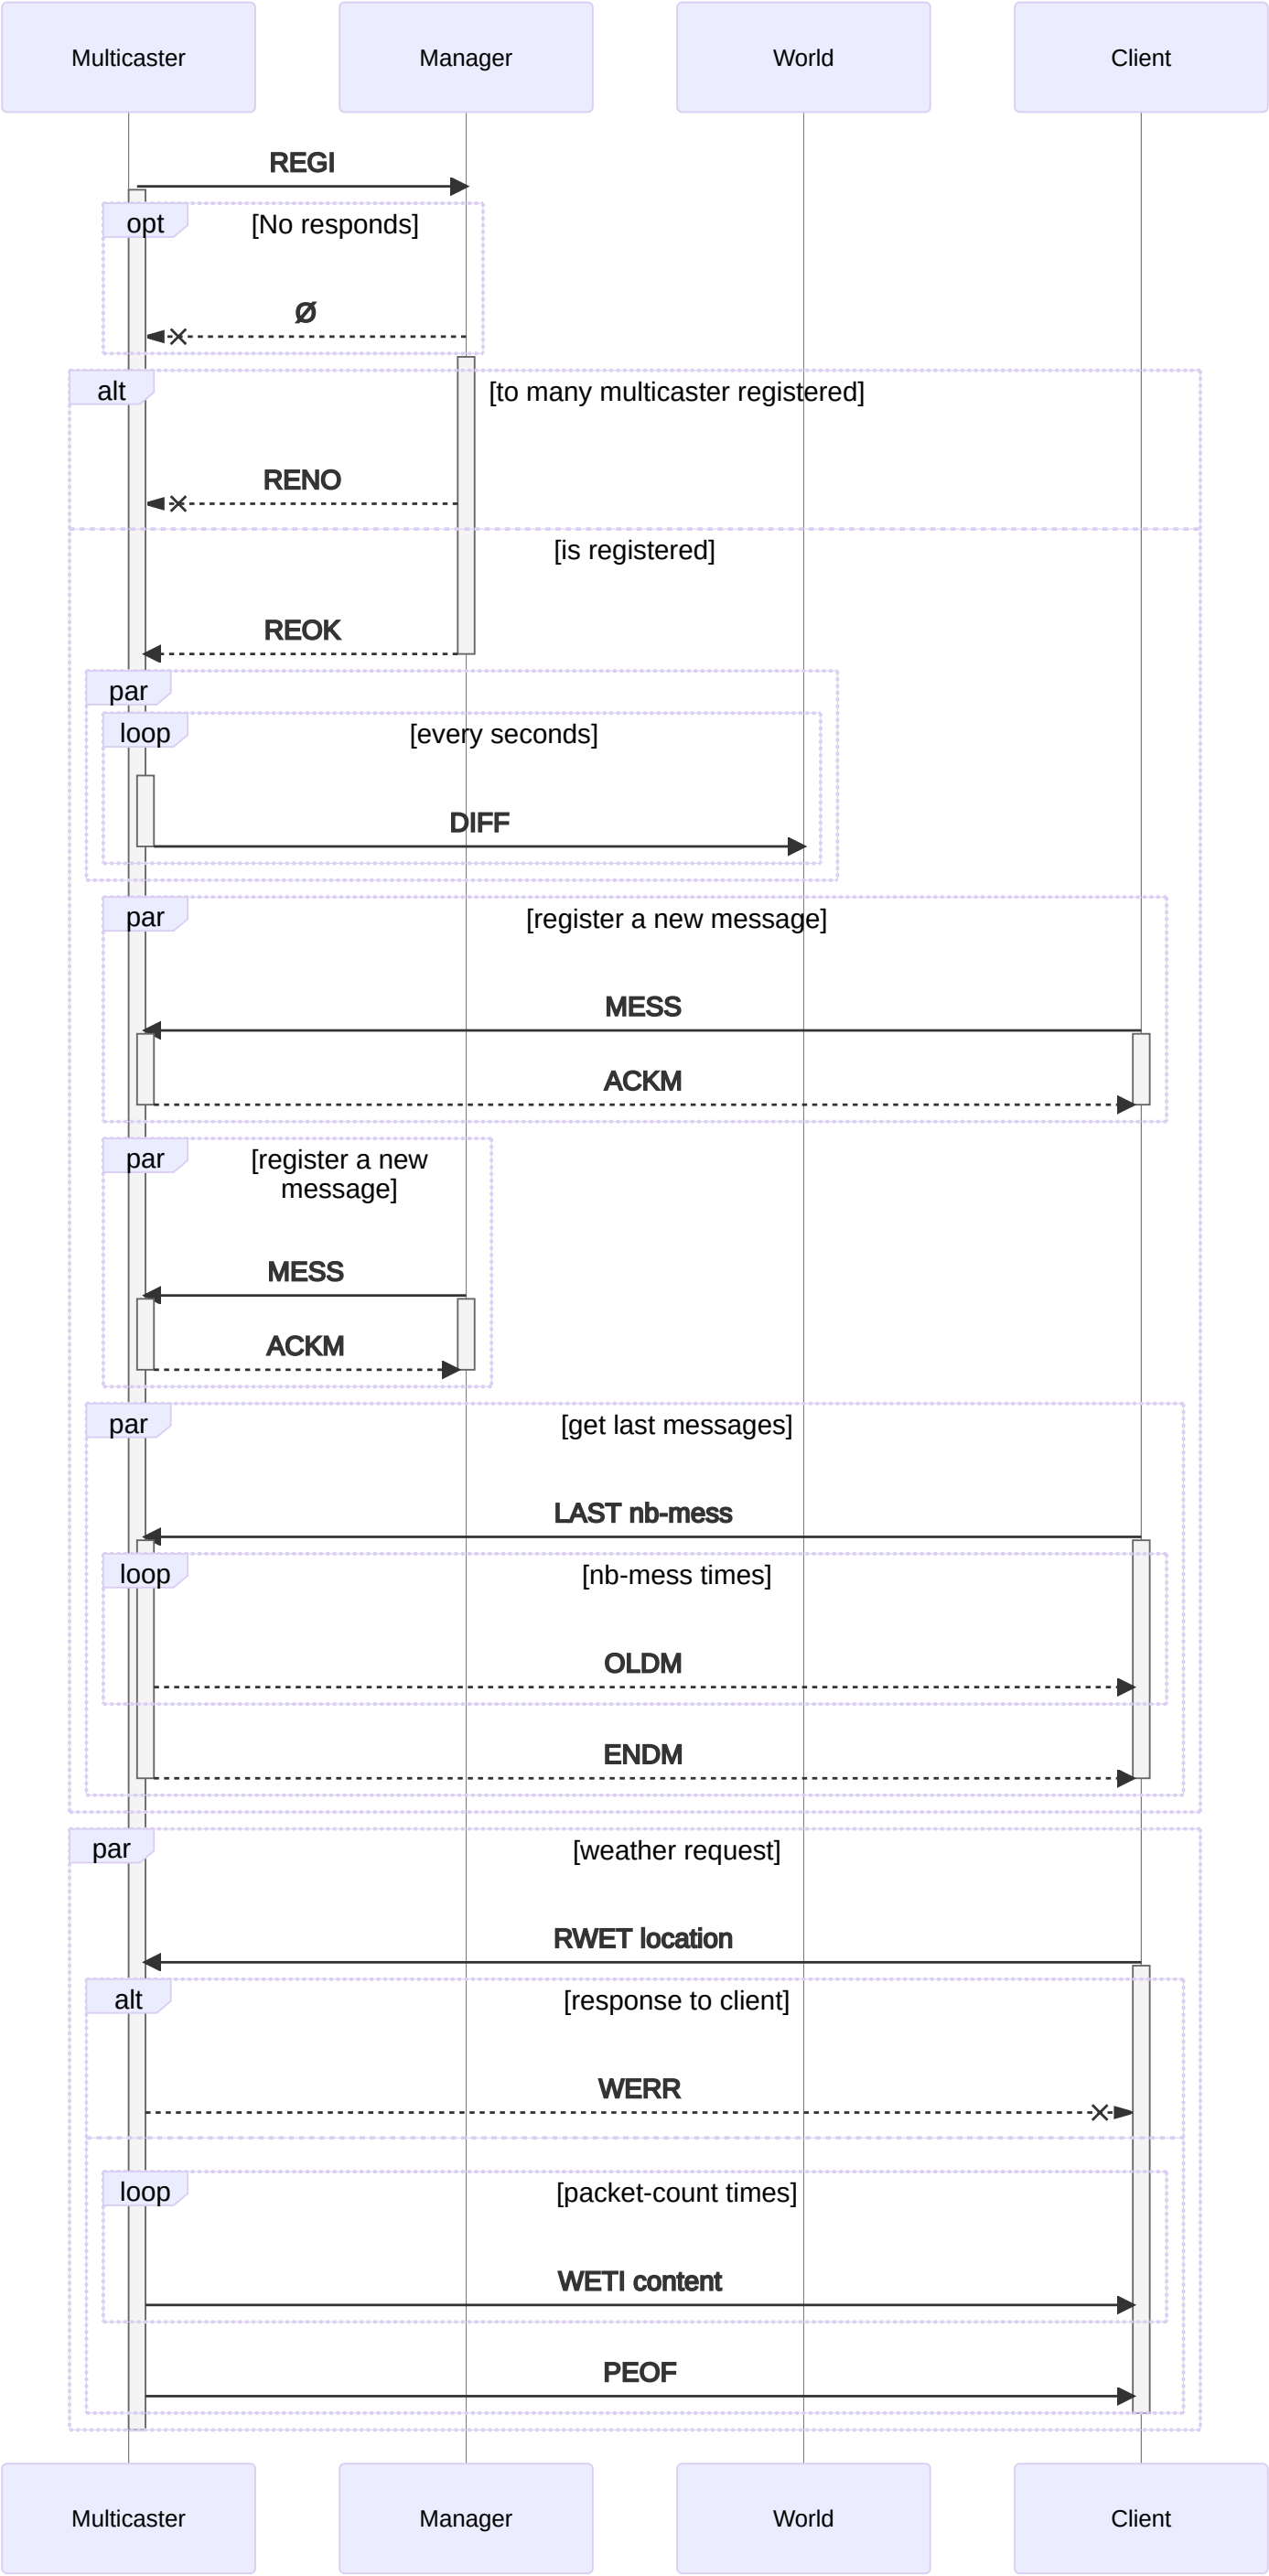 Multicaster
Manager
World
Client
REGI
opt
[No responds]
Ø
alt
[to many multicaster registered]
RENO
[is registered]
REOK
par
loop
[every seconds]
DIFF
par
[register a new message]
MESS
ACKM
par
[register a new
message]
MESS
ACKM
par
[get last messages]
LAST nb-mess
loop
[nb-mess times]
OLDM
ENDM
par
[weather request]
RWET location
alt
[response to client]
WERR
loop
[packet-count times]
WETI content
PEOF
Multicaster
Manager
World
Client